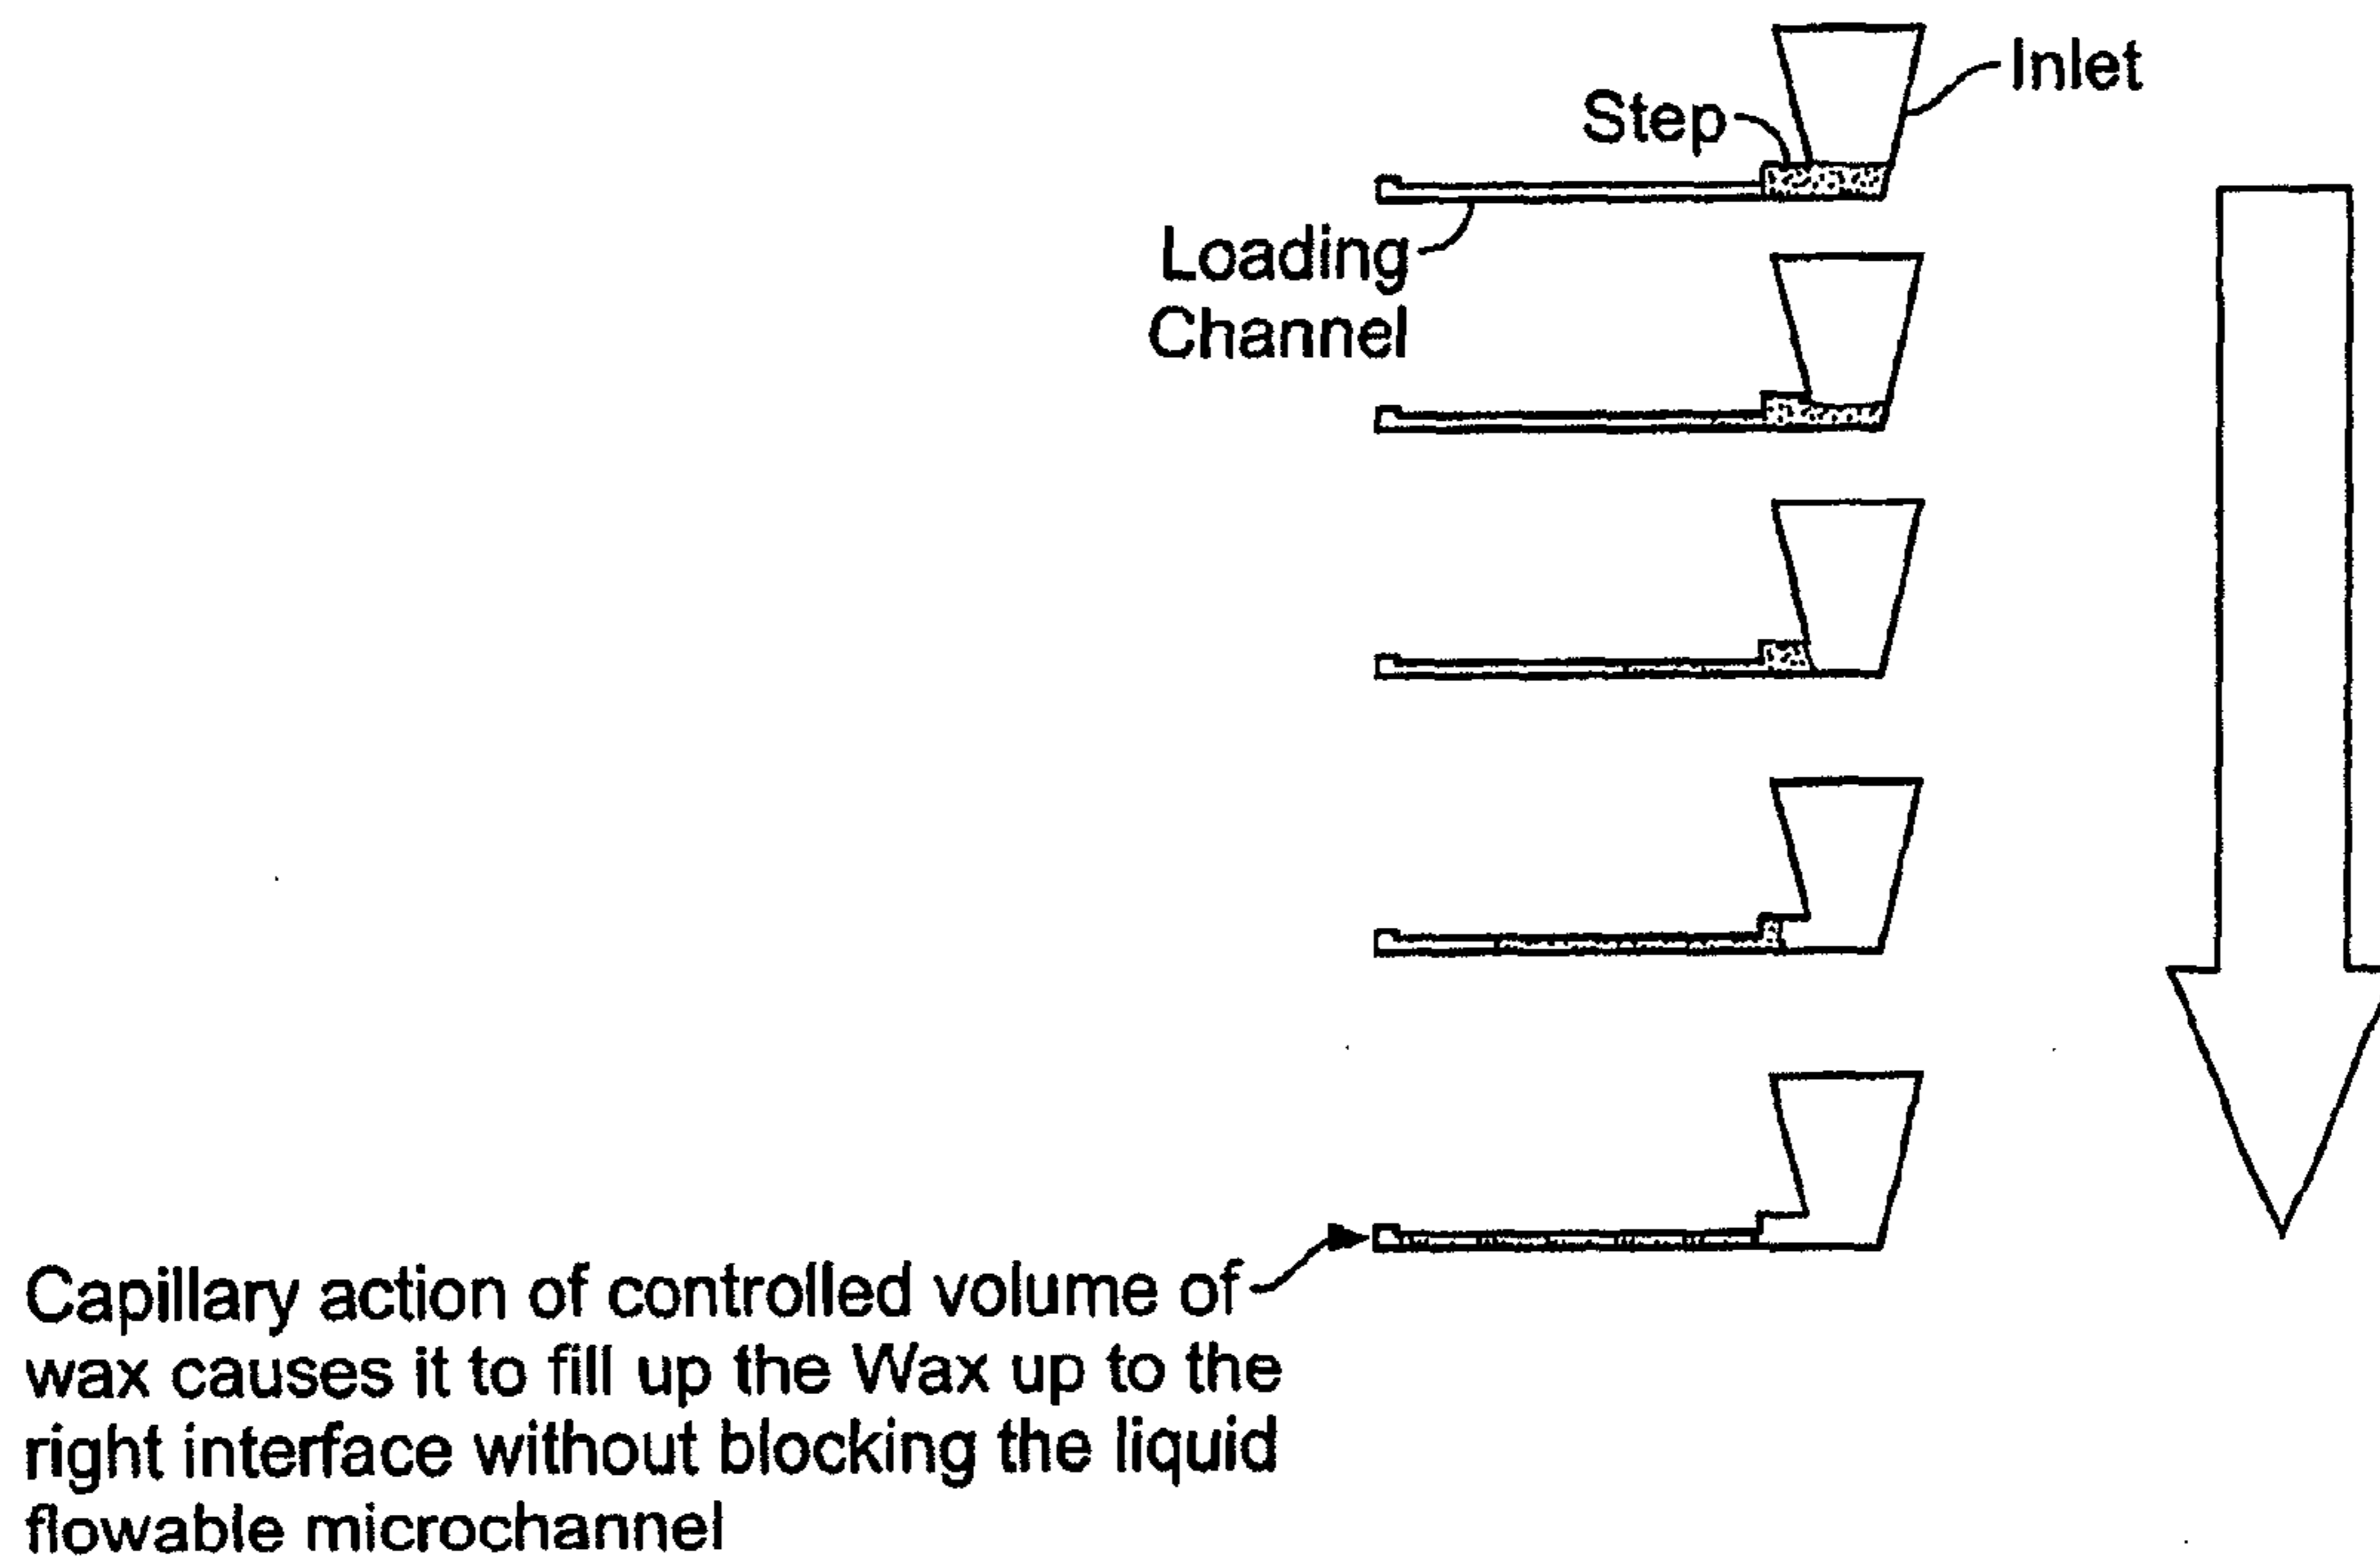 Inlet
Step
Loading
Channel
Capillary action of controlled volume of
wax causes it to fill up the Wax up to the
right interface without blocking the liquid
flowable microchannel